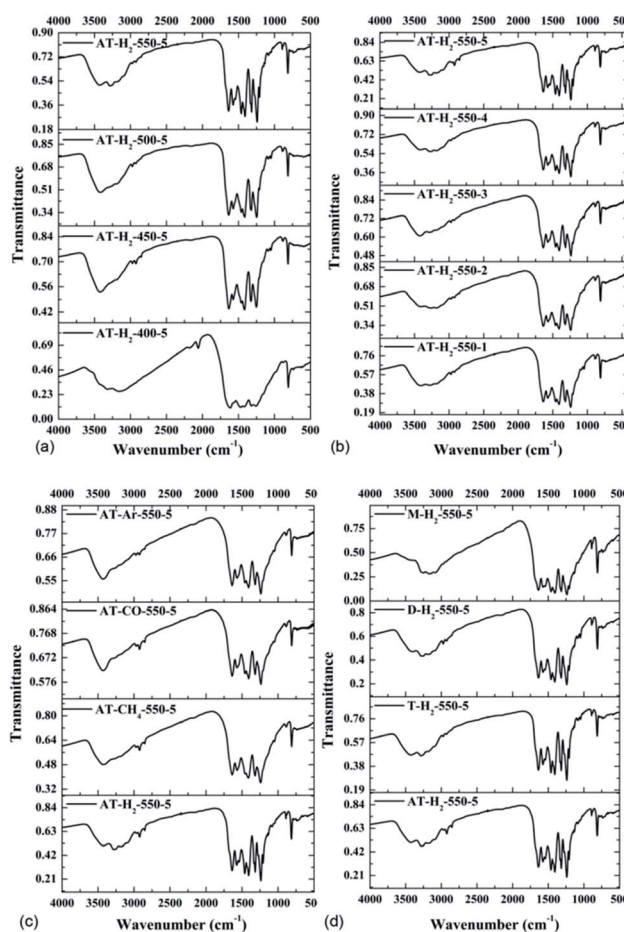 4000 3500 3000 2500 2000 1500 1000 500
0.90
AT-H₂-550-5
0.72
0.54
0.36
0.18
0.85
AT-H₂-500-5
0.68
0.51
0.34
0.84
AT-H₂-450-5
0.70
0.56
0.42
AT-H₂-400-5
0.69
0.46
0.23
0.00
Transmittance
4000 3500 3000 2500 2000 1500 1000 500
(a)
Wavenumber (cm⁻¹)
4000 3500 3000 2500 2000 1500 1000 500
0.84
AT-H₂-550-5
0.63
0.42
0.21
0.90
AT-H₂-550-4
0.72
0.54
0.36
0.84
AT-H₂-550-3
0.72
0.60
0.48
0.85
AT-H₂-550-2
0.68
0.51
0.34
AT-H₂-550-1
0.76
0.57
0.38
0.19
Transmittance
4000 3500 3000 2500 2000 1500 1000 500
(b)
Wavenumber (cm⁻¹)
4000 3500 3000 2500 2000 1500 1000 50
0.88
AT-Ar-550-5
0.77
0.66
0.55
0.864
AT-CO-550-5
0.768
0.672
0.576
AT-CH₄-550-5
0.80
0.64
0.48
0.32
AT-H₂-550-5
0.84
0.63
0.42
0.21
Transmittance
4000 3500 3000 2500 2000 1500 1000 50
(c)
Wavenumber (cm⁻¹)
4000 3500 3000 2500 2000 1500 1000 500
M-H₂-550-5
0.75
0.50
0.25
0.00
D-H₂-550-5
0.8
0.6
0.4
0.2
T-H₂-550-5
0.76
0.57
0.38
0.19
AT-H₂-550-5
0.84
0.63
0.42
0.21
Transmittance
4000 3500 3000 2500 2000 1500 1000 500
(d)
Wavenumber (cm⁻¹)